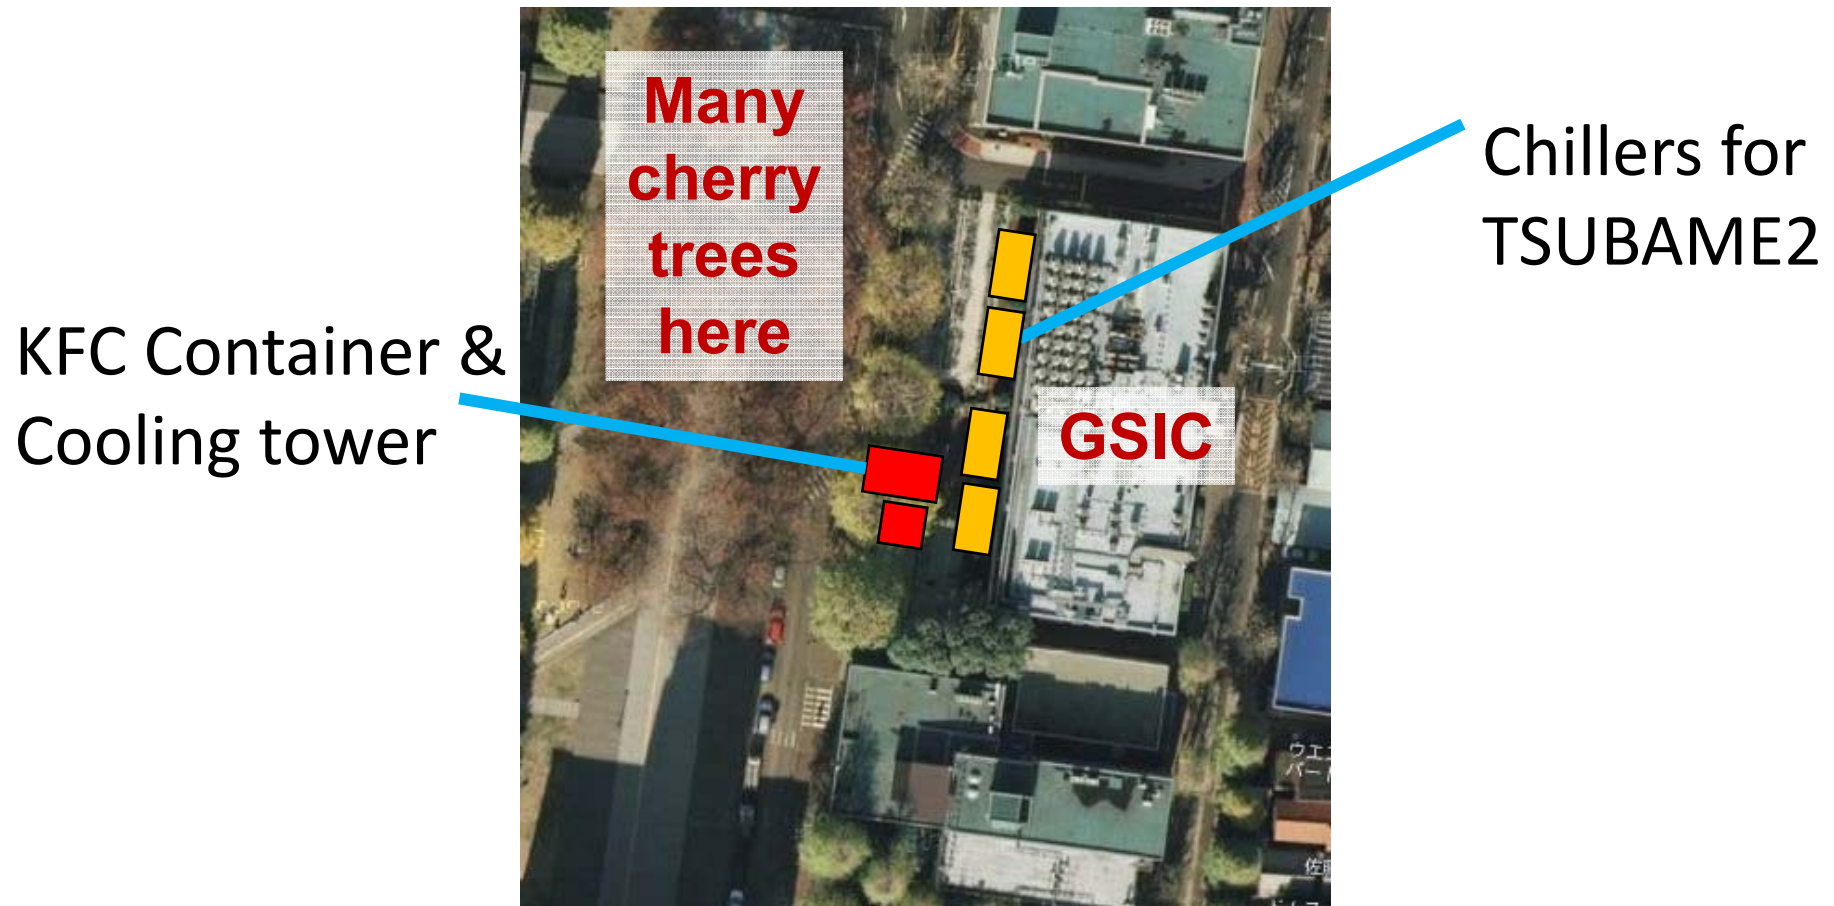 Many
cherry
trees
here
Chillers for
TSUBAME2
KFC Container &
Cooling tower
GSIC